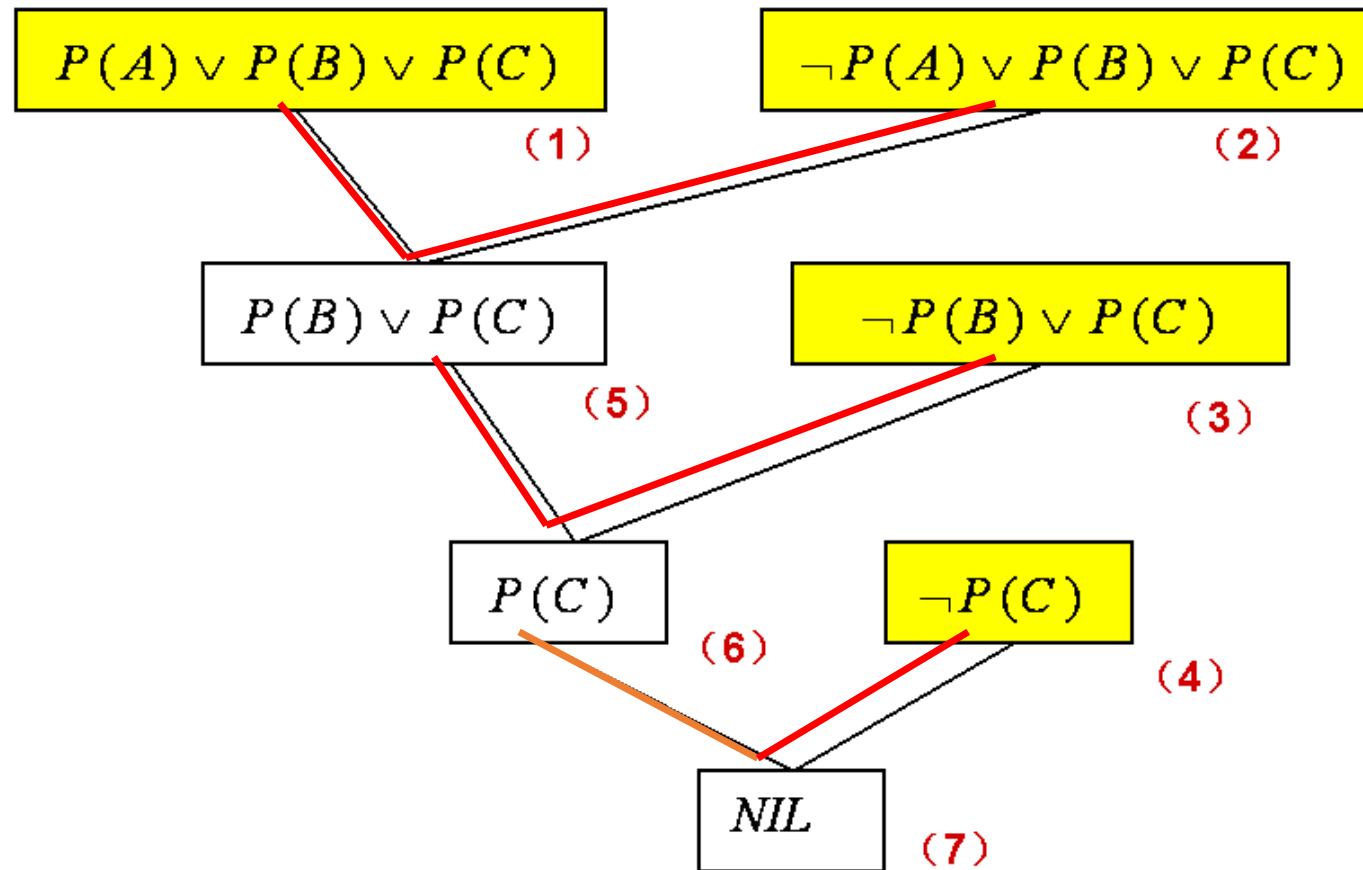 P(A) ∨ P(B) ∨ P(C)
¬P(A) ∨ P(B) ∨ P(C)
（1）
（2）
P(B) ∨ P(C)
¬P(B) ∨ P(C)
（5）
（3）
P(C)
¬P(C)
（6）
（4）
NIL
（7）